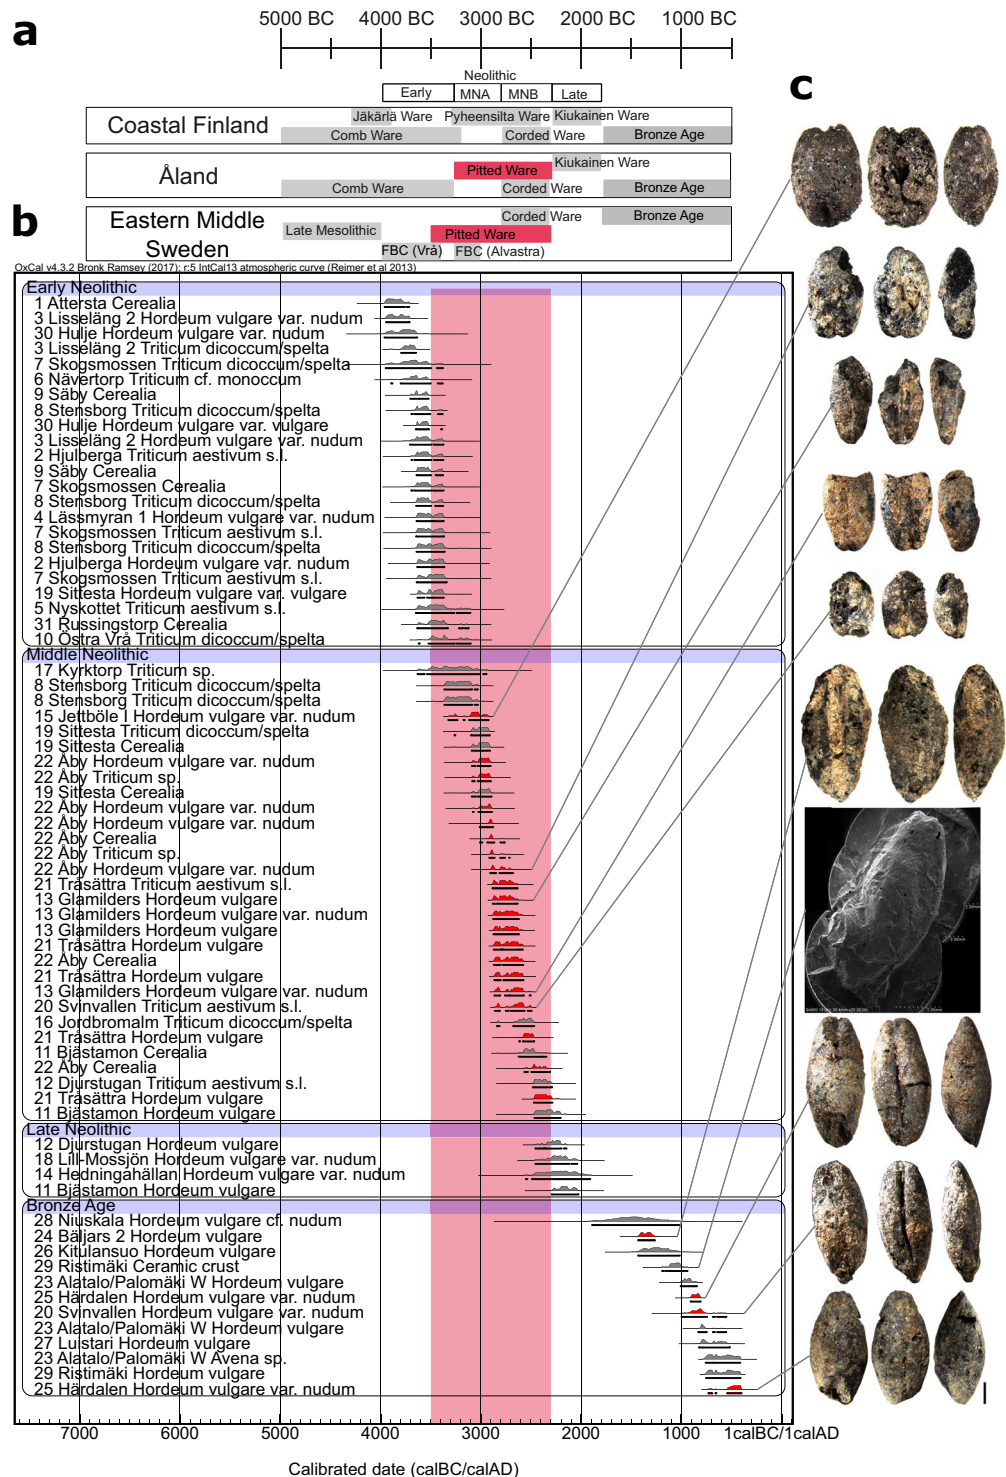 a
5000 BC 4000 BC 3000 BC 2000 BC 1000 BC
Neolithic
Early MNA MNB Late
c
Coastal Finland
Jäkärlä Ware Pyheensilta Ware Kiukainen Ware
Comb Ware Corded Ware Bronze Age
Åland
Kiukainen Ware
Pitted Ware
Comb Ware Corded Ware Bronze Age
b
Eastern Middle
Sweden
Corded Ware Bronze Age
Late Mesolithic Pitted Ware
FBC (Vrå) FBC (Alvastra)
OxCal v4.3.2 Bronk Ramsey (2017); r:5 IntCal13 atmospheric curve (Reimer et al 2013)
Early Neolithic
1 Attersta Cerealia
3 Lisseläng 2 Hordeum vulgare var. nudum
30 Hulje Hordeum vulgare var. nudum
3 Lisseläng 2 Triticum dicoccum/spelta
7 Skogsmossen Triticum dicoccum/spelta
6 Nävertorp Triticum cf. monoccum
9 Säby Cerealia
8 Stensborg Triticum dicoccum/spelta
30 Hulje Hordeum vulgare var. vulgare
3 Lisseläng 2 Hordeum vulgare var. nudum
2 Hjulberga Triticum aestivum s.l.
9 Säby Cerealia
7 Skogsmossen Cerealia
8 Stensborg Triticum dicoccum/spelta
4 Lässmyran 1 Hordeum vulgare var. nudum
7 Skogsmossen Triticum aestivum s.l.
8 Stensborg Triticum dicoccum/spelta
2 Hjulberga Hordeum vulgare var. nudum
7 Skogsmossen Triticum aestivum s.l.
19 Sittesta Hordeum vulgare var. vulgare
5 Nyskottet Triticum aestivum s.l.
31 Russingstorp Cerealia
10 Östra Vrå Triticum dicoccum/spelta
Middle Neolithic
17 Kyrktorp Triticum sp.
8 Stensborg Triticum dicoccum/spelta
8 Stensborg Triticum dicoccum/spelta
15 Jettböle I Hordeum vulgare var. nudum
19 Sittesta Triticum dicoccum/spelta
19 Sittesta Cerealia
22 Åby Hordeum vulgare var. nudum
22 Åby Triticum sp.
19 Sittesta Cerealia
22 Åby Hordeum vulgare var. nudum
22 Åby Hordeum vulgare var. nudum
22 Åby Cerealia
22 Åby Triticum sp.
22 Åby Hordeum vulgare var. nudum
21 Tråsättra Triticum aestivum s.l.
13 Glamilders Hordeum vulgare
13 Glamilders Hordeum vulgare var. nudum
13 Glamilders Hordeum vulgare
21 Tråsättra Hordeum vulgare
22 Åby Cerealia
21 Tråsättra Hordeum vulgare
13 Glamilders Hordeum vulgare var. nudum
20 Svinvallen Triticum aestivum s.l.
16 Jordbromalm Triticum dicoccum/spelta
21 Tråsättra Hordeum vulgare
11 Bjästamon Cerealia
22 Åby Cerealia
12 Djurstugan Triticum aestivum s.l.
21 Tråsättra Hordeum vulgare
11 Bjästamon Hordeum vulgare
Late Neolithic
12 Djurstugan Hordeum vulgare
18 Lill-Mossjön Hordeum vulgare var. nudum
14 Hedningahällan Hordeum vulgare var. nudum
11 Bjästamon Hordeum vulgare
Bronze Age
28 Niuskala Hordeum vulgare cf. nudum
24 Bäljars 2 Hordeum vulgare
26 Kitulansuo Hordeum vulgare
29 Ristimäki Ceramic crust
23 Alatalo/Palomäki W Hordeum vulgare
25 Härdalen Hordeum vulgare var. nudum
20 Svinvallen Hordeum vulgare var. nudum
23 Alatalo/Palomäki W Hordeum vulgare
27 Luistari Hordeum vulgare
23 Alatalo/Palomäki W Avena sp.
29 Ristimäki Hordeum vulgare
25 Härdalen Hordeum vulgare var. nudum
7000 6000 5000 4000 3000 2000 1000 1calBC/1calAD
Calibrated date (calBC/calAD)